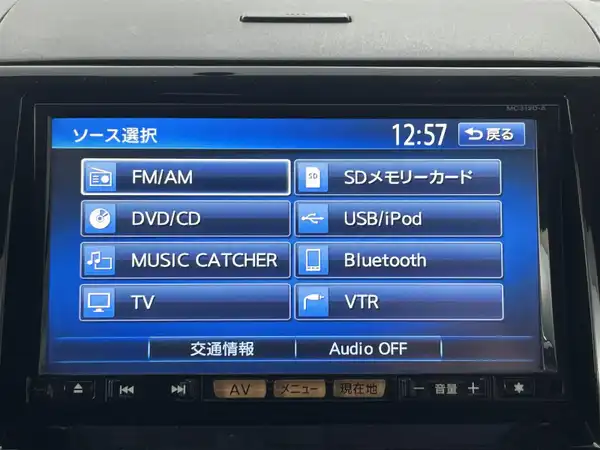 MC313D-A
ソース選択 12:57 戻る
FM/AM SD SDメモリーカード
DVD/CD USB/iPod
MUSIC CATCHER Bluetooth
TV VTR
交通情報 Audio OFF
AV メニュー 現在地 − 音量 +